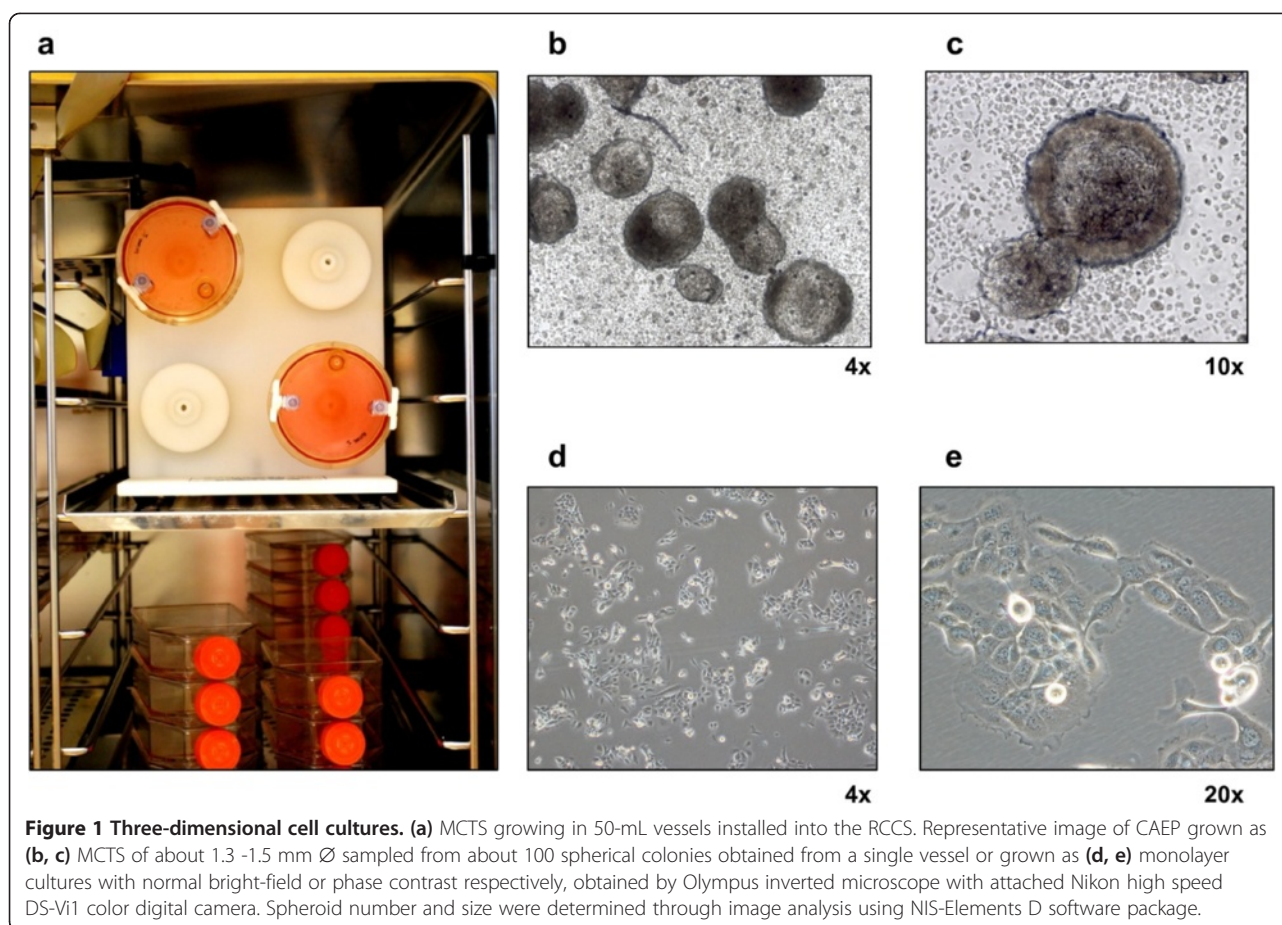 a
b
c
4x
10x
d
e
4x
20x
Figure 1 Three-dimensional cell cultures. (a) MCTS growing in 50-mL vessels installed into the RCCS. Representative image of CAEP grown as
(b, c) MCTS of about 1.3 -1.5 mm Ø sampled from about 100 spherical colonies obtained from a single vessel or grown as (d, e) monolayer
cultures with normal bright-field or phase contrast respectively, obtained by Olympus inverted microscope with attached Nikon high speed
DS-Vi1 color digital camera. Spheroid number and size were determined through image analysis using NIS-Elements D software package.